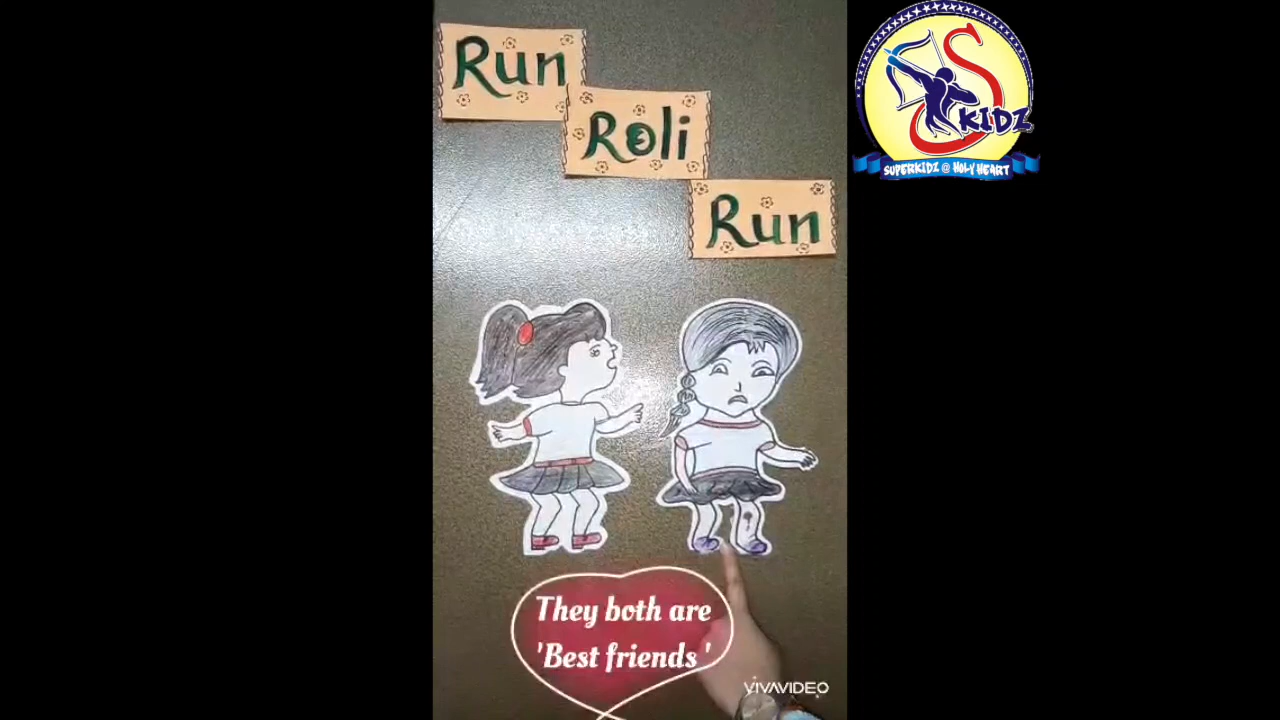 Run
Roli
Run
S
KIDZ
SUPERKIDZ @ HOLY HEART
They both are
'Best friends '
VIVAVIDEO